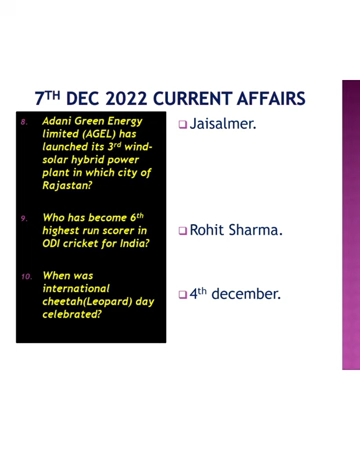 7TH DEC 2022 CURRENT AFFAIRS
8. Adani Green Energy
limited (AGEL) has
launched its 3rd wind-
solar hybrid power
plant in which city of
Rajastan?
Jaisalmer.
9. Who has become 6th
highest run scorer in
ODI cricket for India?
Rohit Sharma.
10. When was
international
cheetah(Leopard) day
celebrated?
4th december.